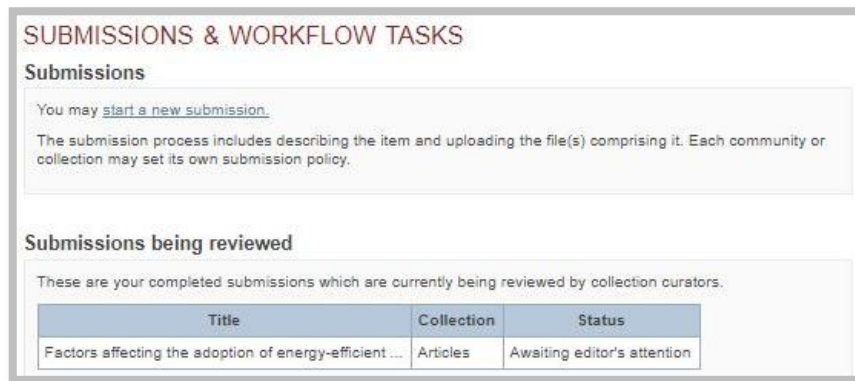 SUBMISSIONS & WORKFLOW TASKS
Submissions
You may start a new submission.
The submission process includes describing the item and uploading the file(s) comprising it. Each community or
collection may set its own submission policy.
Submissions being reviewed
These are your completed submissions which are currently being reviewed by collection curators.
Title Collection Status
Factors affecting the adoption of energy-efficient ... Articles Awaiting editor's attention